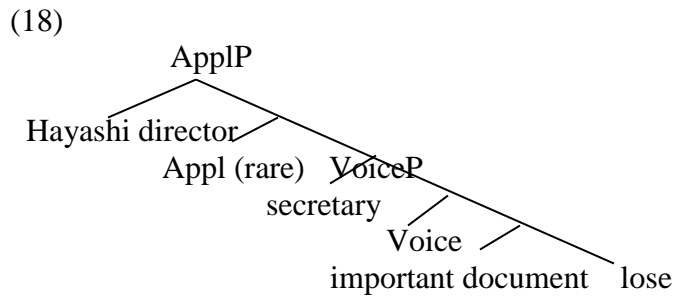 (18)
ApplP
Hayashi director
Appl (rare) VoiceP
secretary
Voice
important document lose